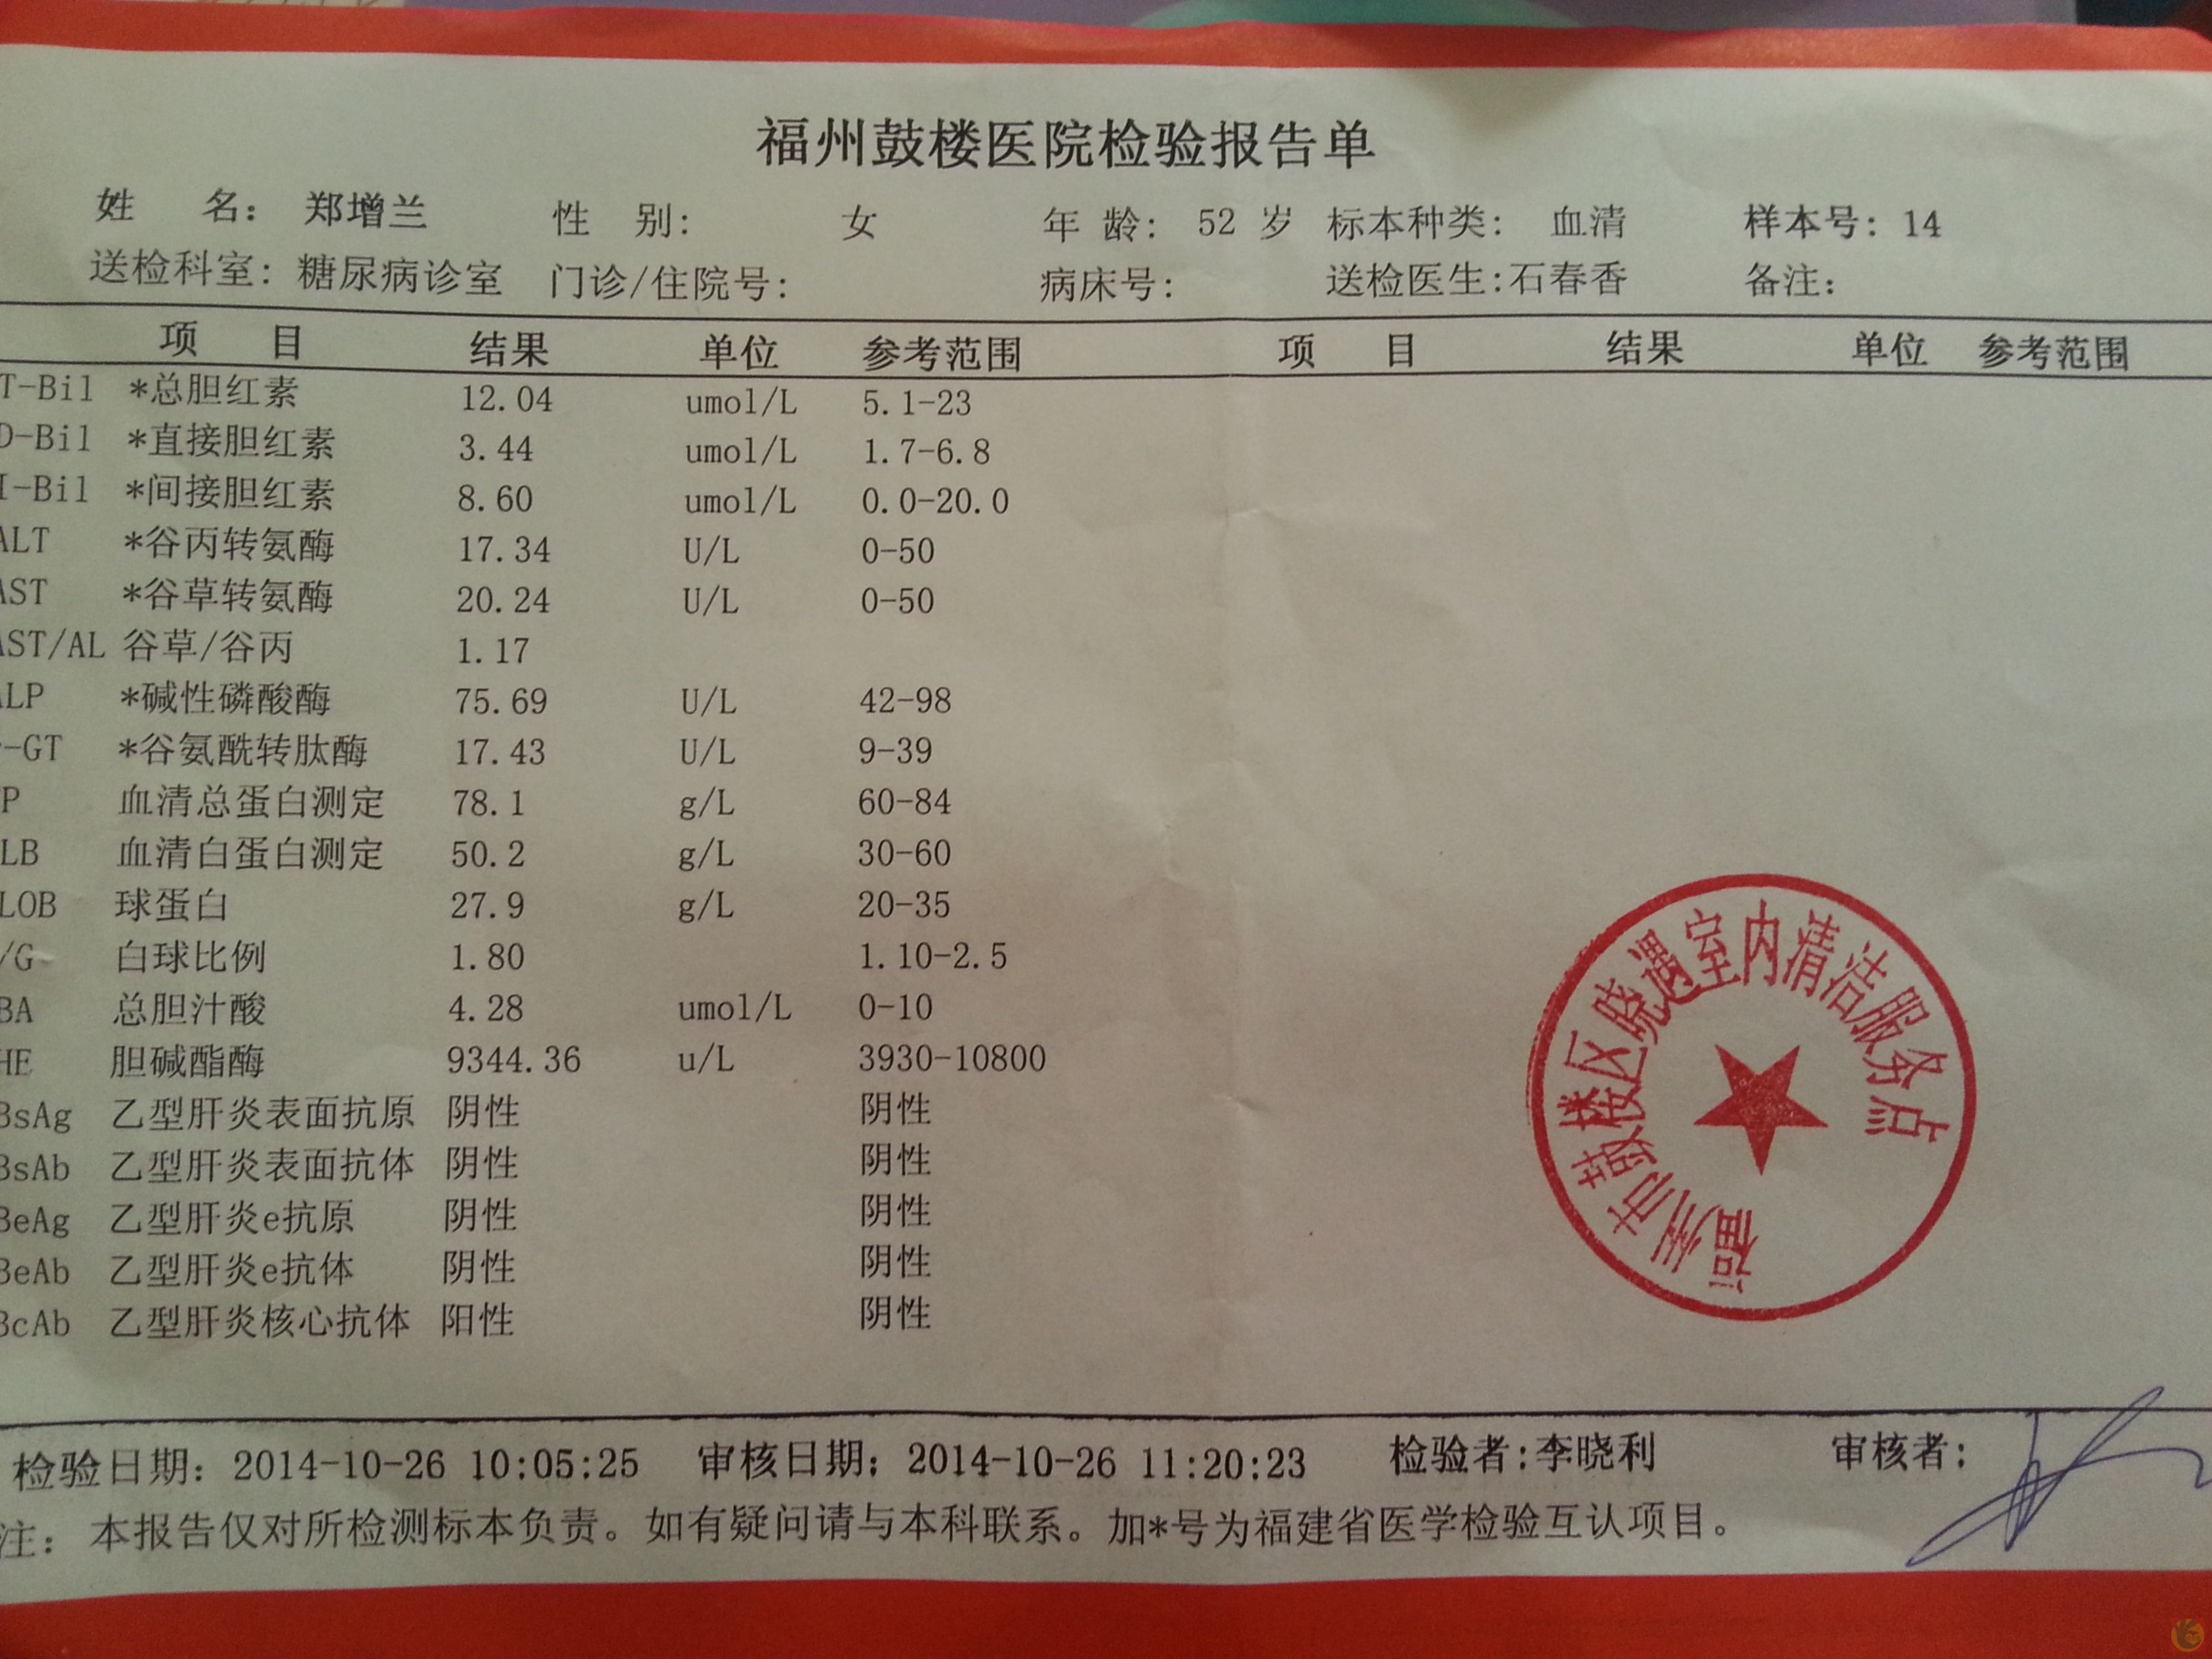 福州鼓楼医院检验报告单
姓 名: 郑增兰 性 别: 女 年 龄: 52 岁 标本种类: 血清 样本号: 14
送检科室: 糖尿病诊室 门诊/住院号: 病床号: 送检医生:石春香 备注:
项 目 结果 单位 参考范围 项 目 结果 单位 参考范围
T-Bil *总胆红素 12.04 umol/L 5.1-23
D-Bil *直接胆红素 3.44 umol/L 1.7-6.8
I-Bil *间接胆红素 8.60 umol/L 0.0-20.0
ALT *谷丙转氨酶 17.34 U/L 0-50
AST *谷草转氨酶 20.24 U/L 0-50
AST/AL 谷草/谷丙 1.17
ALP *碱性磷酸酶 75.69 U/L 42-98
-GT *谷氨酰转肽酶 17.43 U/L 9-39
P 血清总蛋白测定 78.1 g/L 60-84
LB 血清白蛋白测定 50.2 g/L 30-60
LOB 球蛋白 27.9 g/L 20-35
/G 白球比例 1.80 1.10-2.5
BA 总胆汁酸 4.28 umol/L 0-10
HE 胆碱酯酶 9344.36 u/L 3930-10800
BsAg 乙型肝炎表面抗原 阴性 阴性
BsAb 乙型肝炎表面抗体 阴性 阴性
BeAg 乙型肝炎e抗原 阴性 阴性
BeAb 乙型肝炎e抗体 阴性 阴性
BcAb 乙型肝炎核心抗体 阳性 阴性
福州市鼓楼区晓遇室内清洁服务点
检验日期: 2014-10-26 10:05:25 审核日期: 2014-10-26 11:20:23 检验者:李晓利 审核者:
注: 本报告仅对所检测标本负责。如有疑问请与本科联系。加*号为福建省医学检验互认项目。